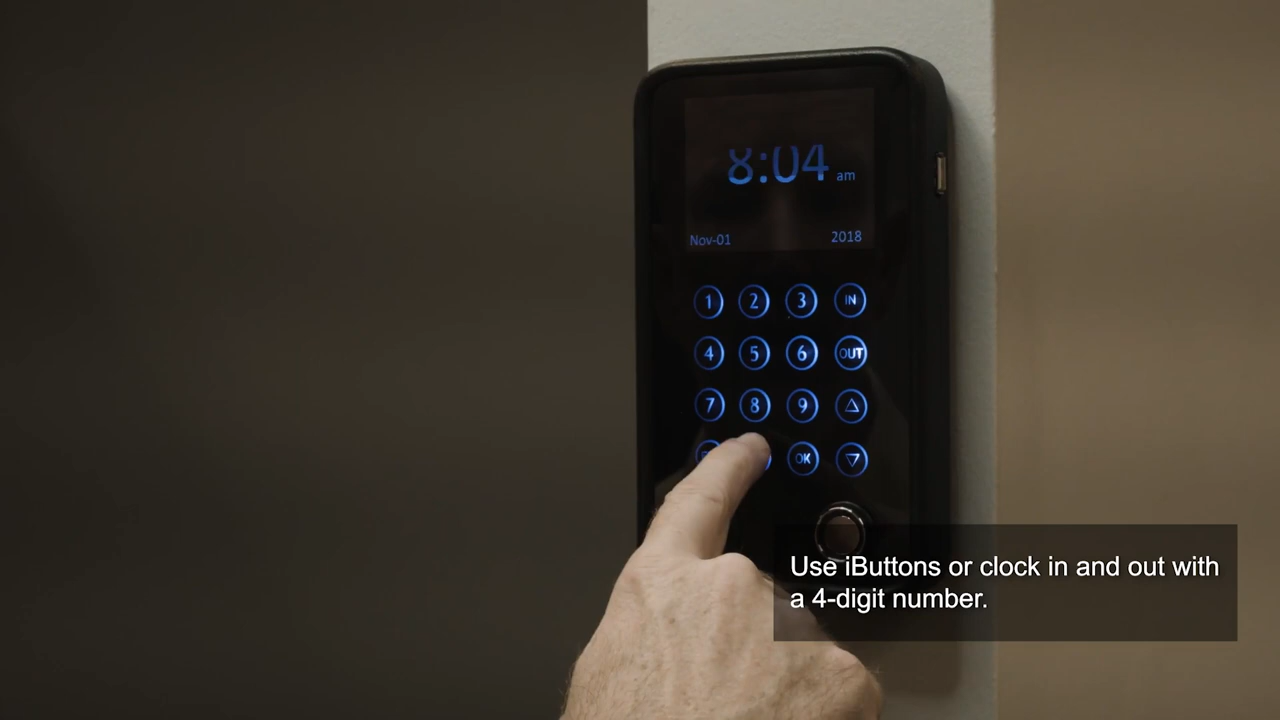 8:04 am
Nov-01 2018
1 2 3 IN
4 5 6 OUT
7 8 9
OK
Use iButtons or clock in and out with
a 4-digit number.